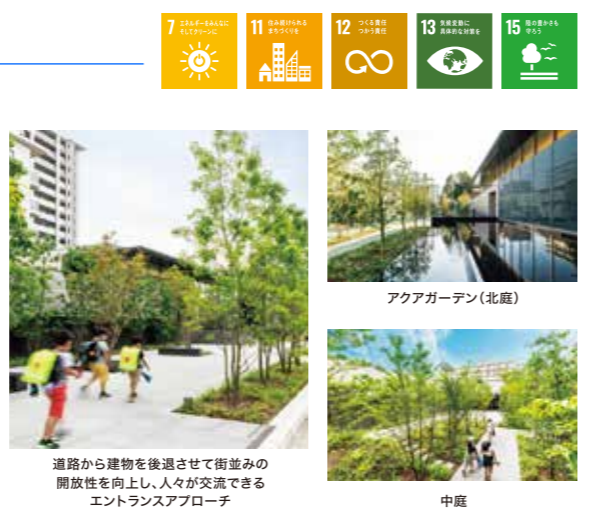 7 エネルギーをみんなに
そしてクリーンに
11 住み続けられる
まちづくりを
12 つくる責任
つかう責任
13 気候変動に
具体的な対策を
15 陸の豊かさも
守ろう
アクアガーデン（北庭）
道路から建物を後退させて街並みの
開放性を向上し、人々が交流できる
エントランスアプローチ
中庭